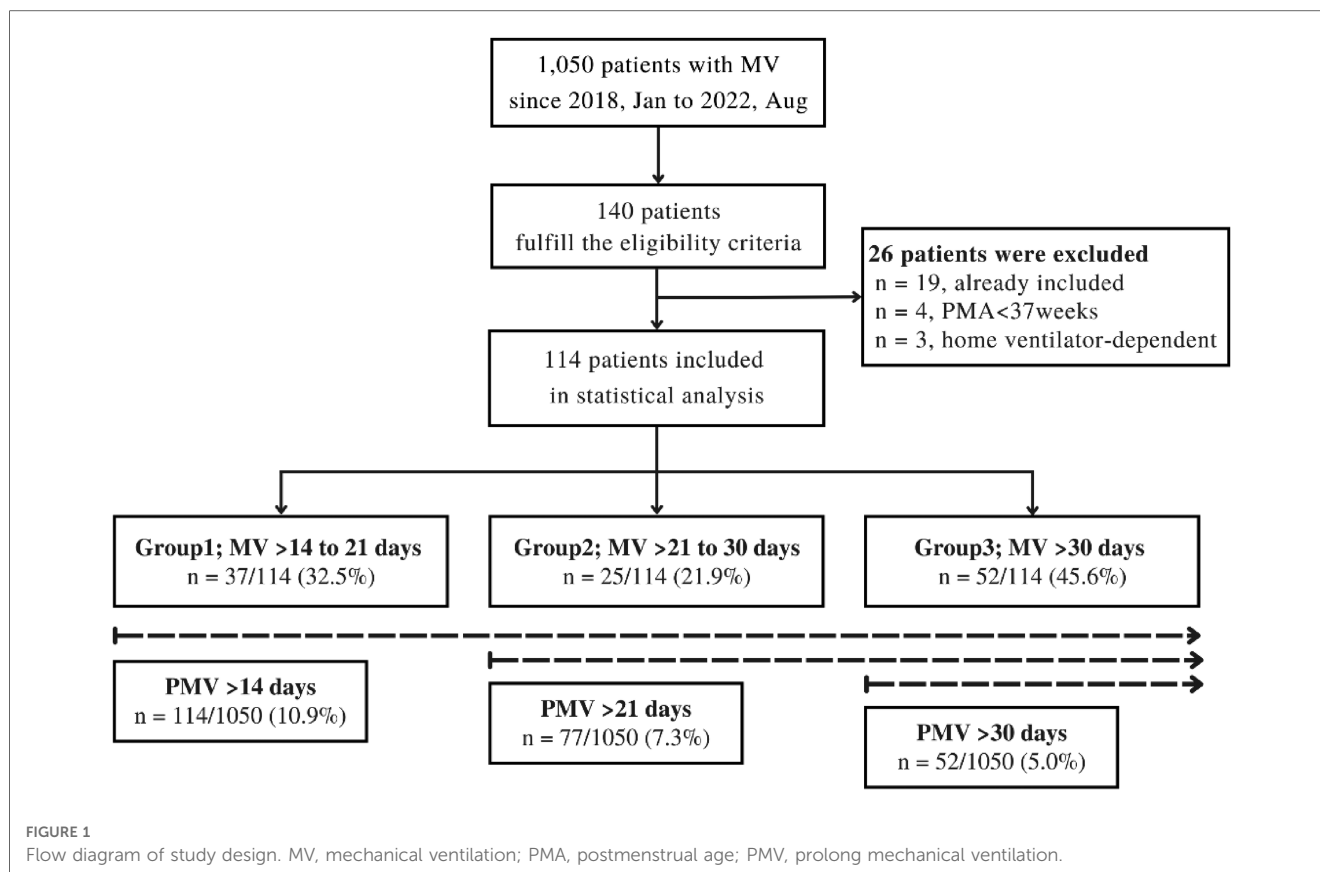 1,050 patients with MV
since 2018, Jan to 2022, Aug
140 patients
fulfill the eligibility criteria
26 patients were excluded
n = 19, already included
n = 4, PMA<37weeks
n = 3, home ventilator-dependent
114 patients included
in statistical analysis
Group1; MV >14 to 21 days
n = 37/114 (32.5%)
Group2; MV >21 to 30 days
n = 25/114 (21.9%)
Group3; MV >30 days
n = 52/114 (45.6%)
PMV >14 days
n = 114/1050 (10.9%)
PMV >21 days
n = 77/1050 (7.3%)
PMV >30 days
n = 52/1050 (5.0%)
FIGURE 1
Flow diagram of study design. MV, mechanical ventilation; PMA, postmenstrual age; PMV, prolong mechanical ventilation.